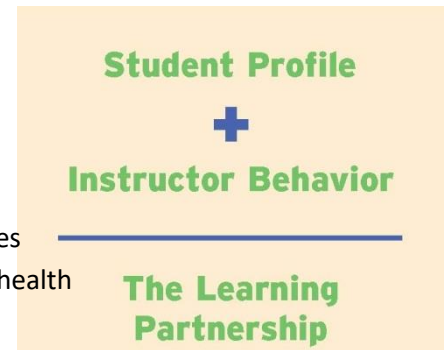 Student Profile
+
Instructor Behavior
es
health
The Learning
Partnership